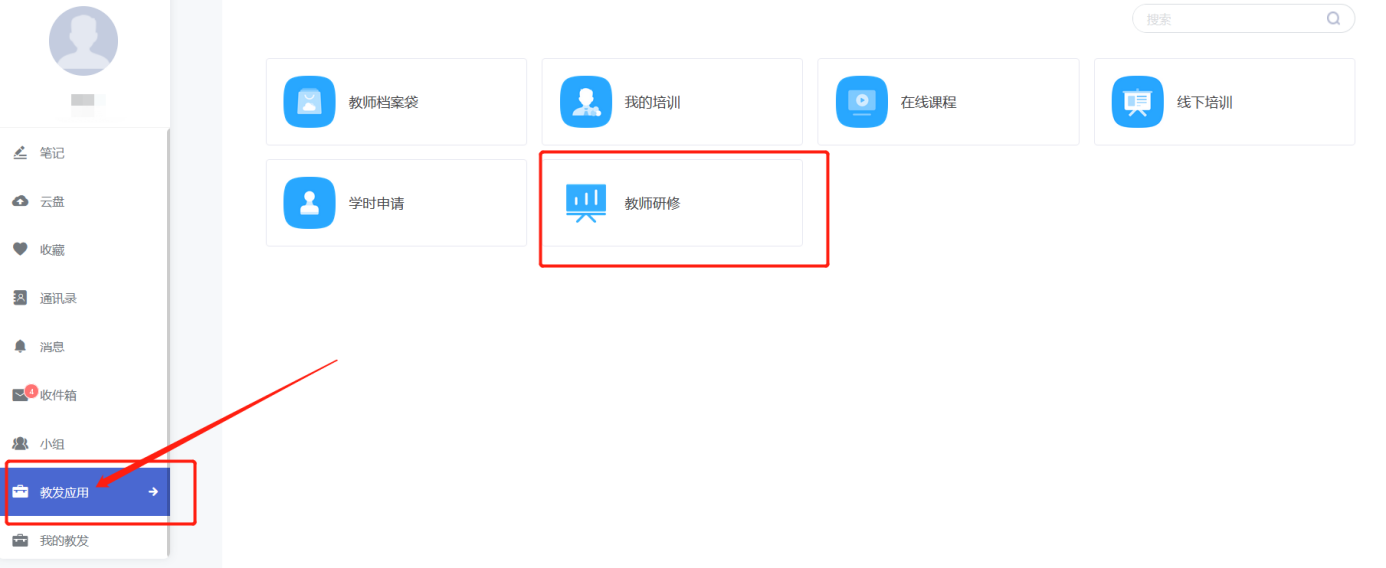 搜索
教师档案袋
我的培训
在线课程
线下培训
学时申请
教师研修
笔记
云盘
收藏
通讯录
消息
4
收件箱
小组
教发应用
我的教发